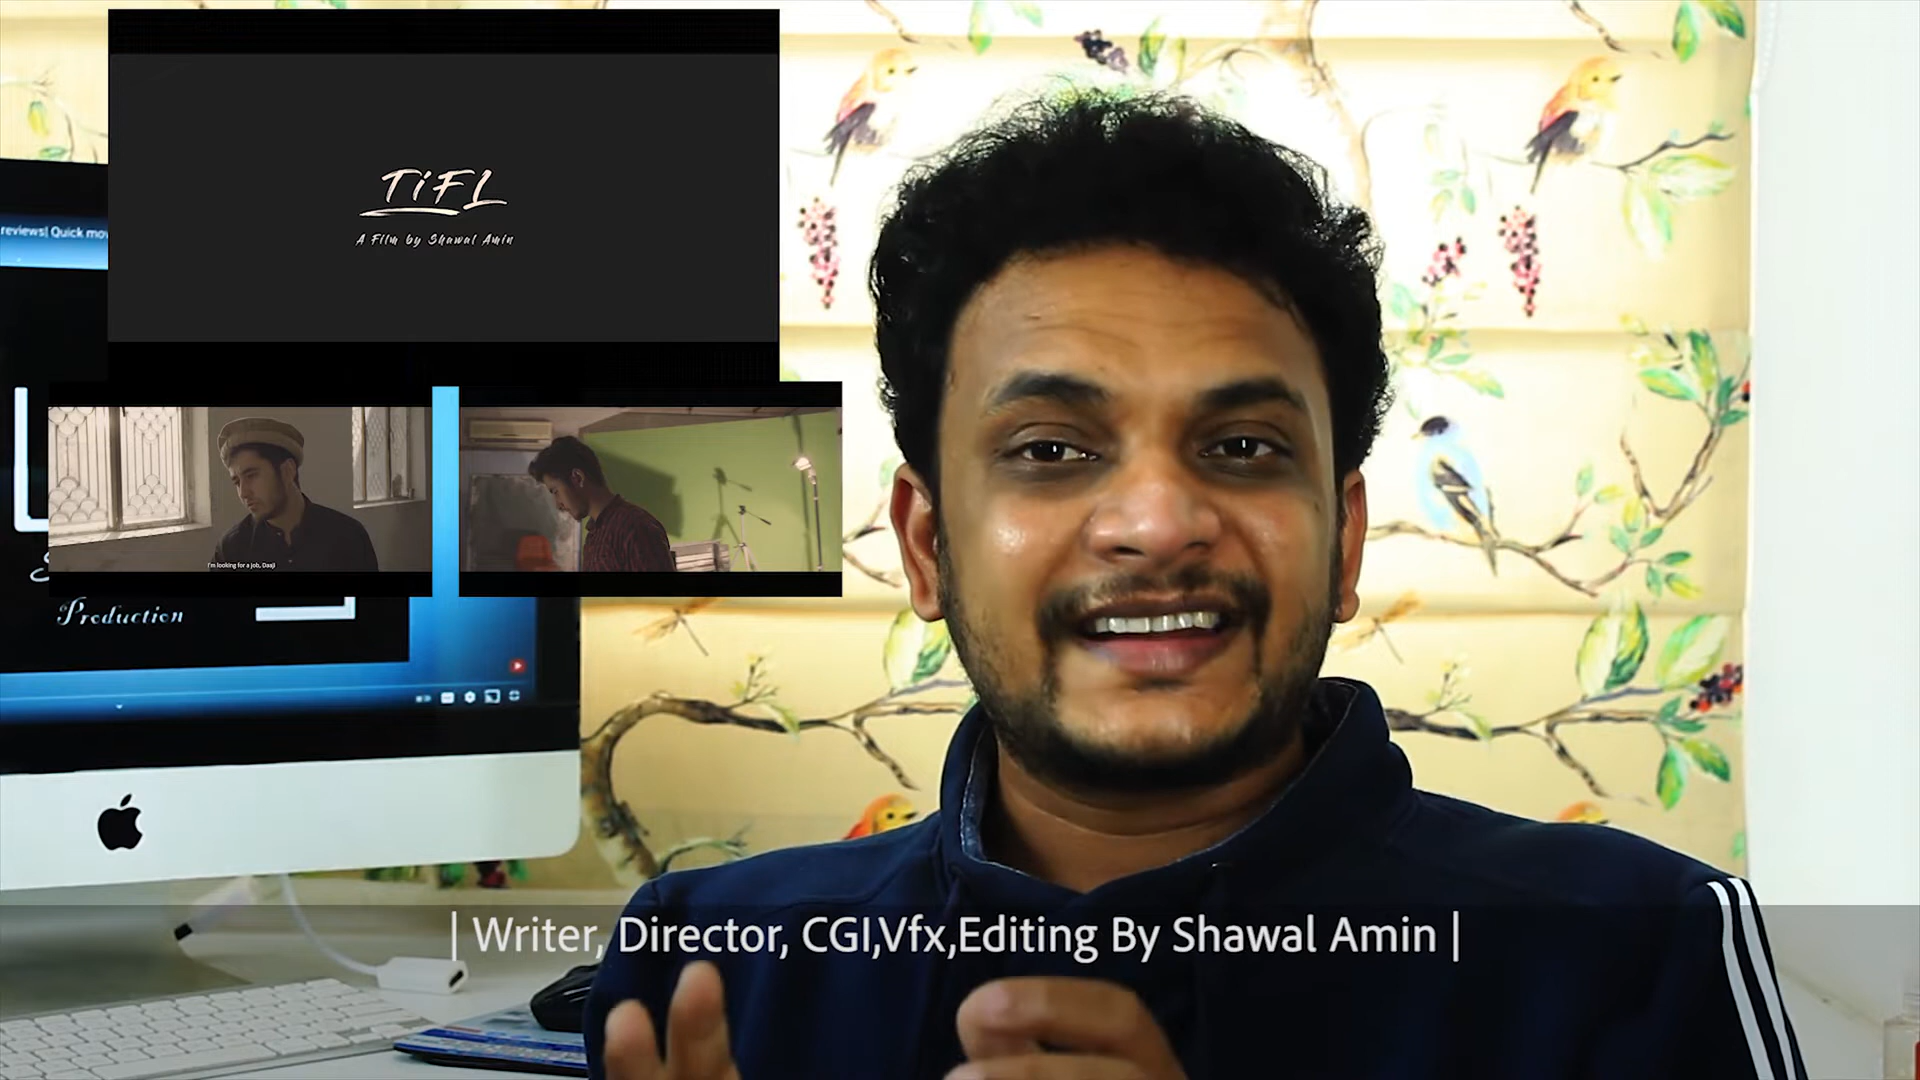 TiFL
A Film by Shawal Amin
reviews| Quick mov
I'm looking for a job, Daaji
Production
| Writer, Director, CGI,Vfx,Editing By Shawal Amin |